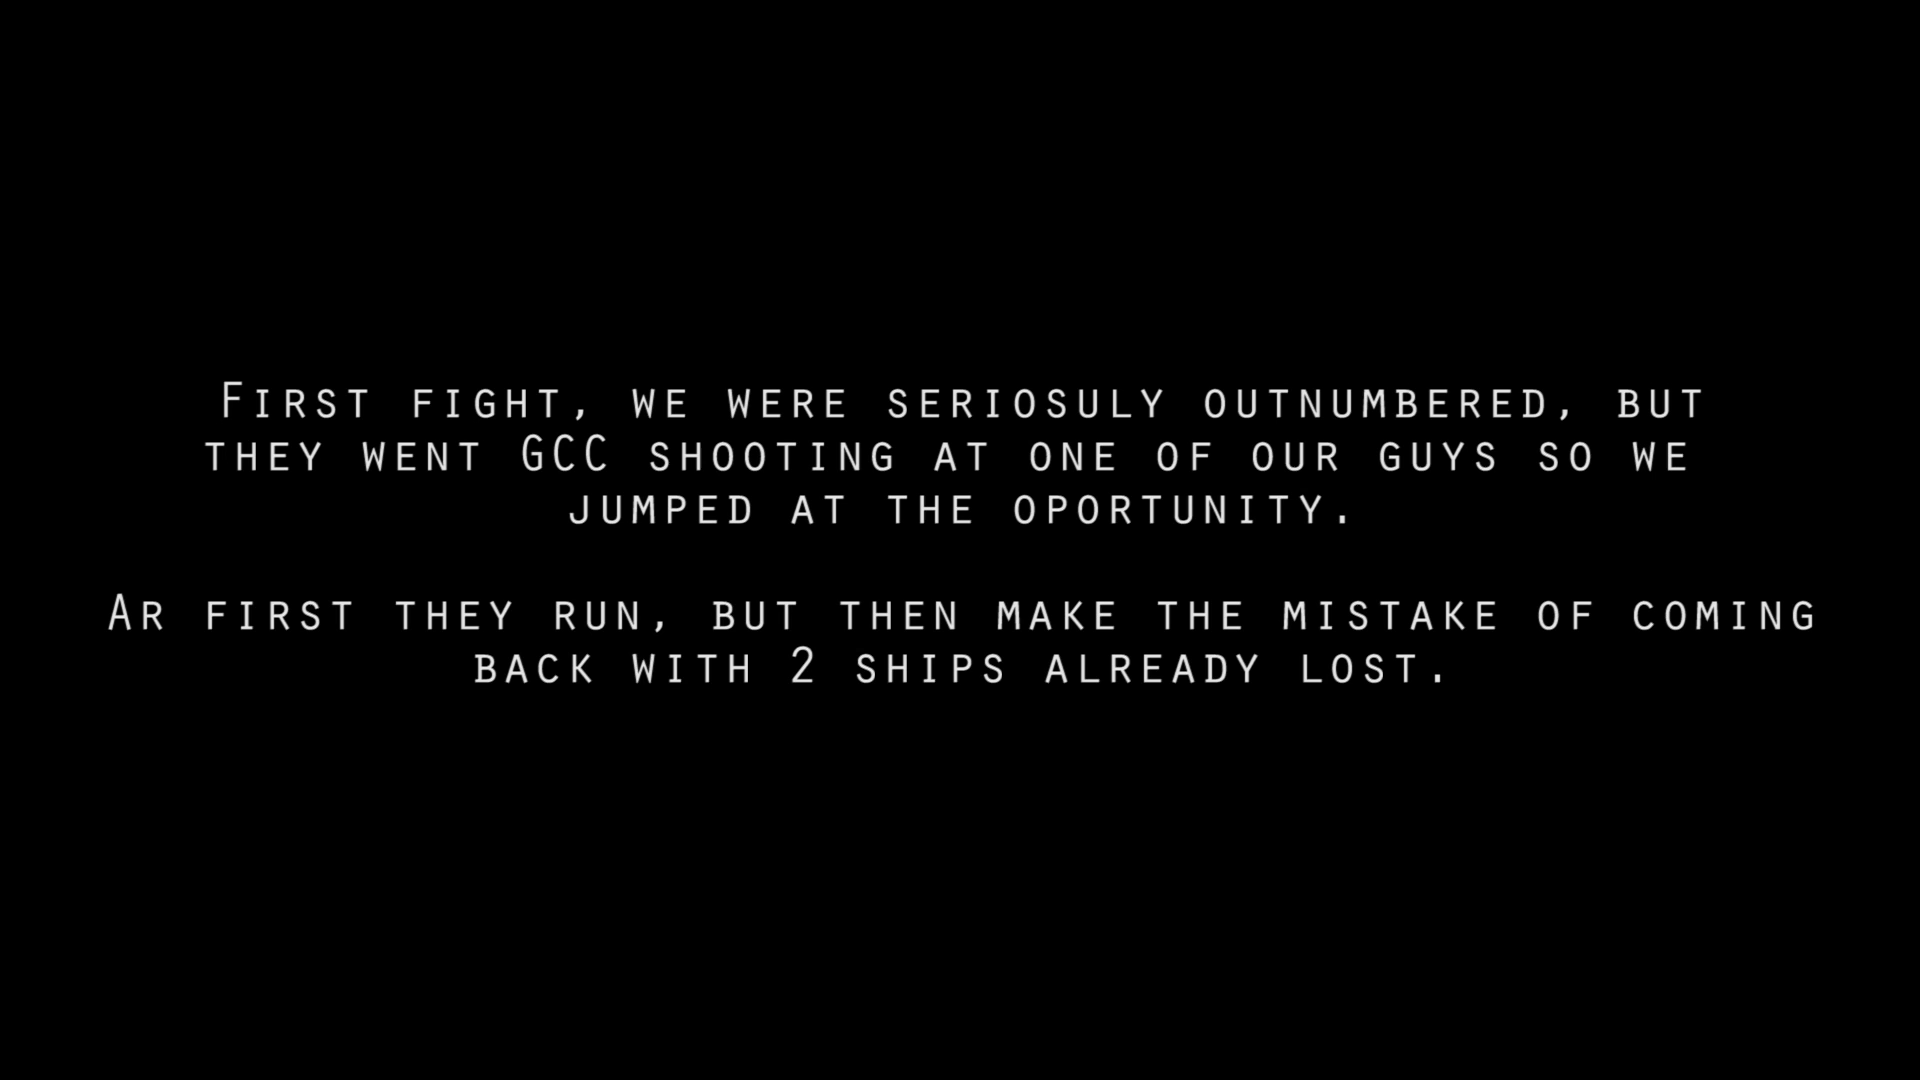 First fight, we were seriosuly outnumbered, but
they went GCC shooting at one of our guys so we
jumped at the oportunity.
Ar first they run, but then make the mistake of coming
back with 2 ships already lost.